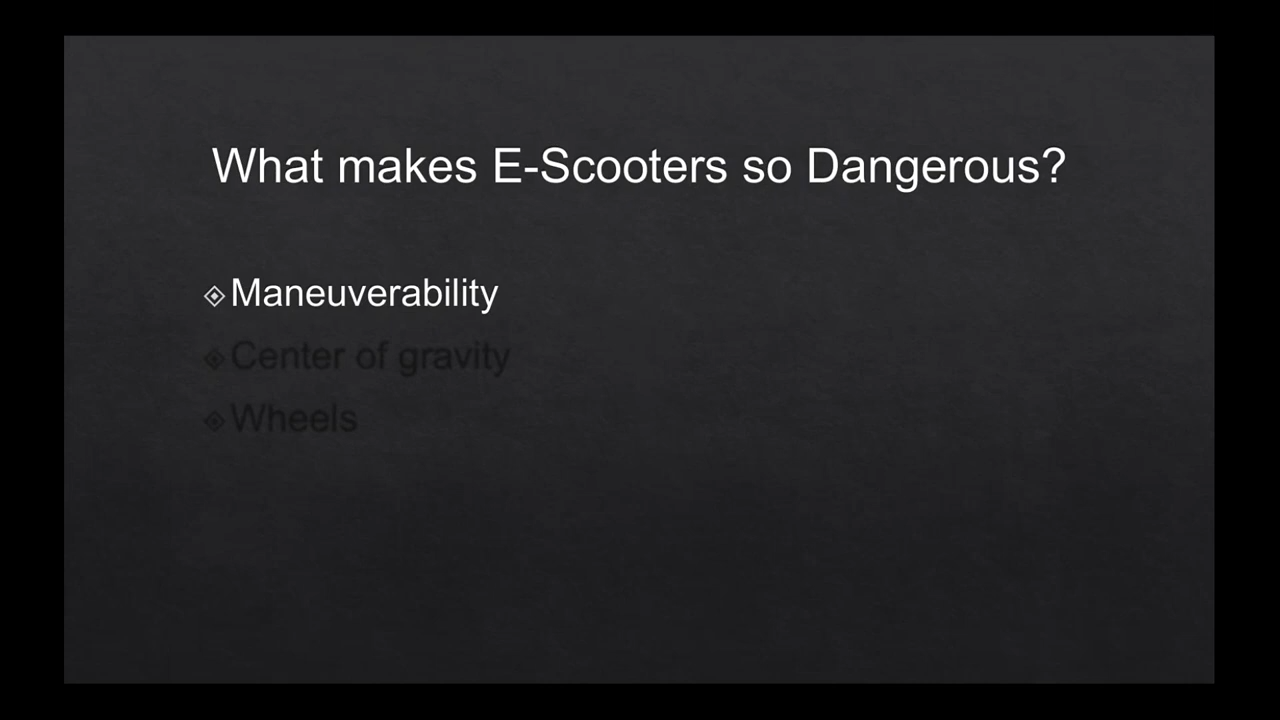 What makes E-Scooters so Dangerous?
Maneuverability
Center of gravity
Wheels